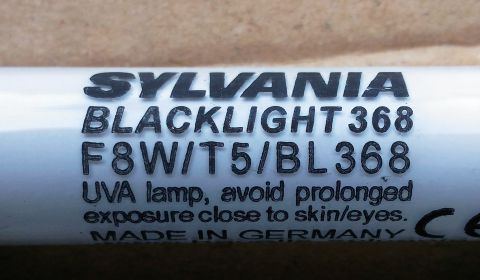 SYLVANIA
BLACKLIGHT 368
F8W/T5/BL368
UVA lamp, avoid prolonged
exposure close to skin/eyes.
MADE IN GERMANY CE